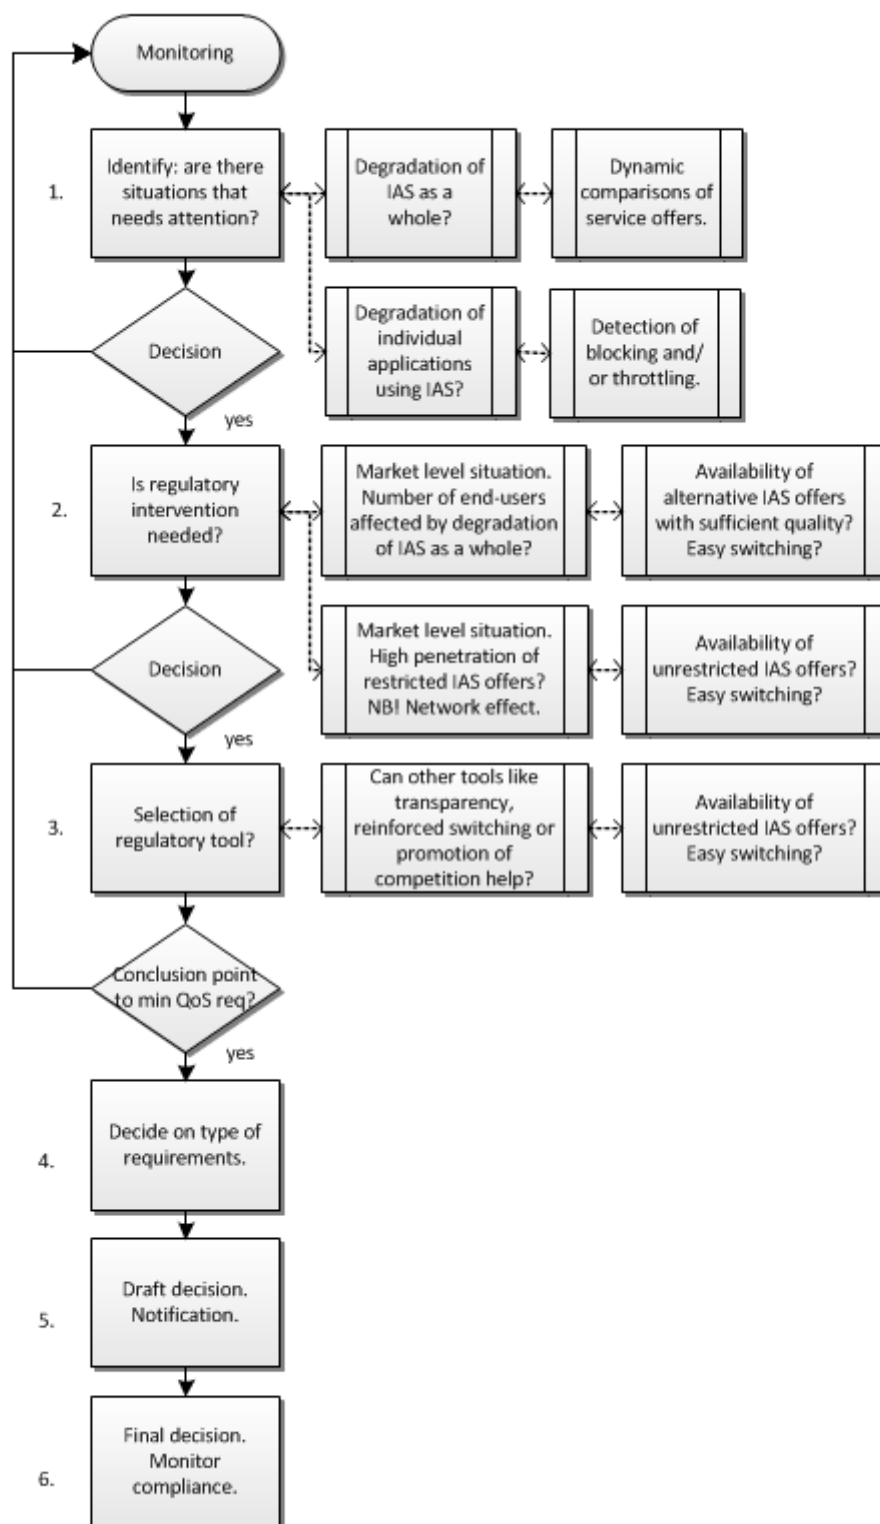 Monitoring
1.
Identify: are there
situations that
needs attention?
Degradation of
IAS as a
whole?
Dynamic
comparisons of
service offers.
Decision
Degradation of
individual
applications
using IAS?
Detection of
blocking and/
or throttling.
yes
2.
Is regulatory
intervention
needed?
Market level situation.
Number of end-users
affected by degradation
of IAS as a whole?
Availability of
alternative IAS offers
with sufficient quality?
Easy switching?
Decision
Market level situation.
High penetration of
restricted IAS offers?
NB! Network effect.
Availability of
unrestricted IAS offers?
Easy switching?
yes
3.
Selection of
regulatory tool?
Can other tools like
transparency,
reinforced switching or
promotion of
competition help?
Availability of
unrestricted IAS offers?
Easy switching?
Conclusion point
to min QoS req?
yes
4.
Decide on type of
requirements.
5.
Draft decision.
Notification.
6.
Final decision.
Monitor
compliance.